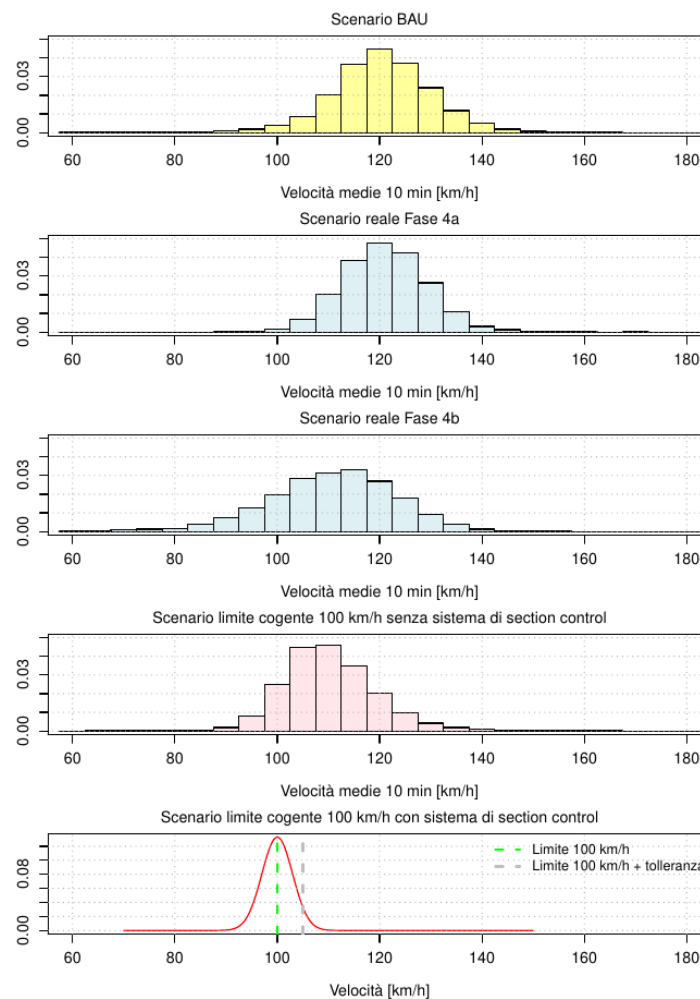 Scenario BAU
0.03
0.00
60 80 100 120 140 160 180
Velocità medie 10 min [km/h]
Scenario reale Fase 4a
0.03
0.00
60 80 100 120 140 160 180
Velocità medie 10 min [km/h]
Scenario reale Fase 4b
0.03
0.00
60 80 100 120 140 160 180
Velocità medie 10 min [km/h]
Scenario limite cogente 100 km/h senza sistema di section control
0.03
0.00
60 80 100 120 140 160 180
Velocità medie 10 min [km/h]
Scenario limite cogente 100 km/h con sistema di section control
Limite 100 km/h
Limite 100 km/h + tolleranza
0.08
0.00
60 80 100 120 140 160 180
Velocità [km/h]